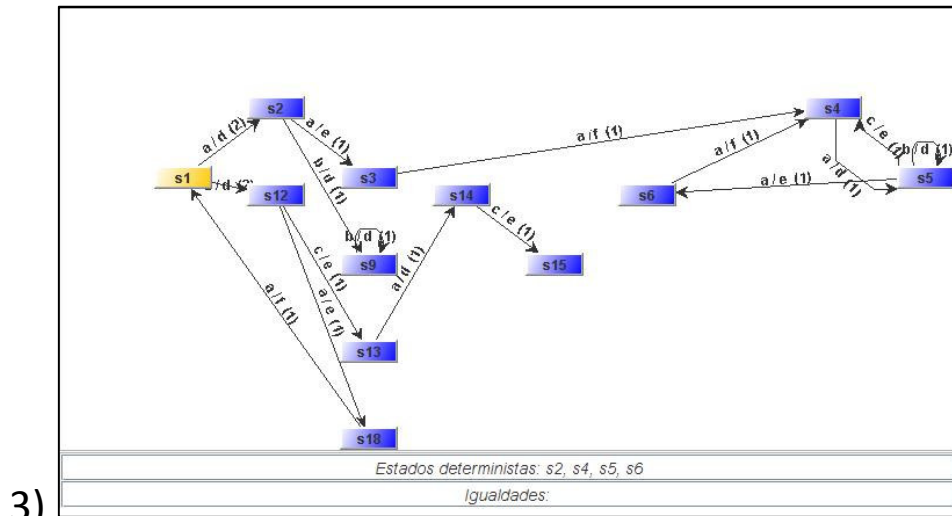 s2
s4
a/d (2)
a/e (1)
b/d (1)
a/f (1)
a/f (1)
c/e (1)
b/d (1)
a/d (1)
s1
s12
s3
s14
s6
a/e (1)
s5
c/e (1)
b/d (1)
c/e (1)
a/e (1)
a/d (1)
s9
s15
a/f (1)
s13
s18
Estados deterministas: s2, s4, s5, s6
Igualdades:
3)